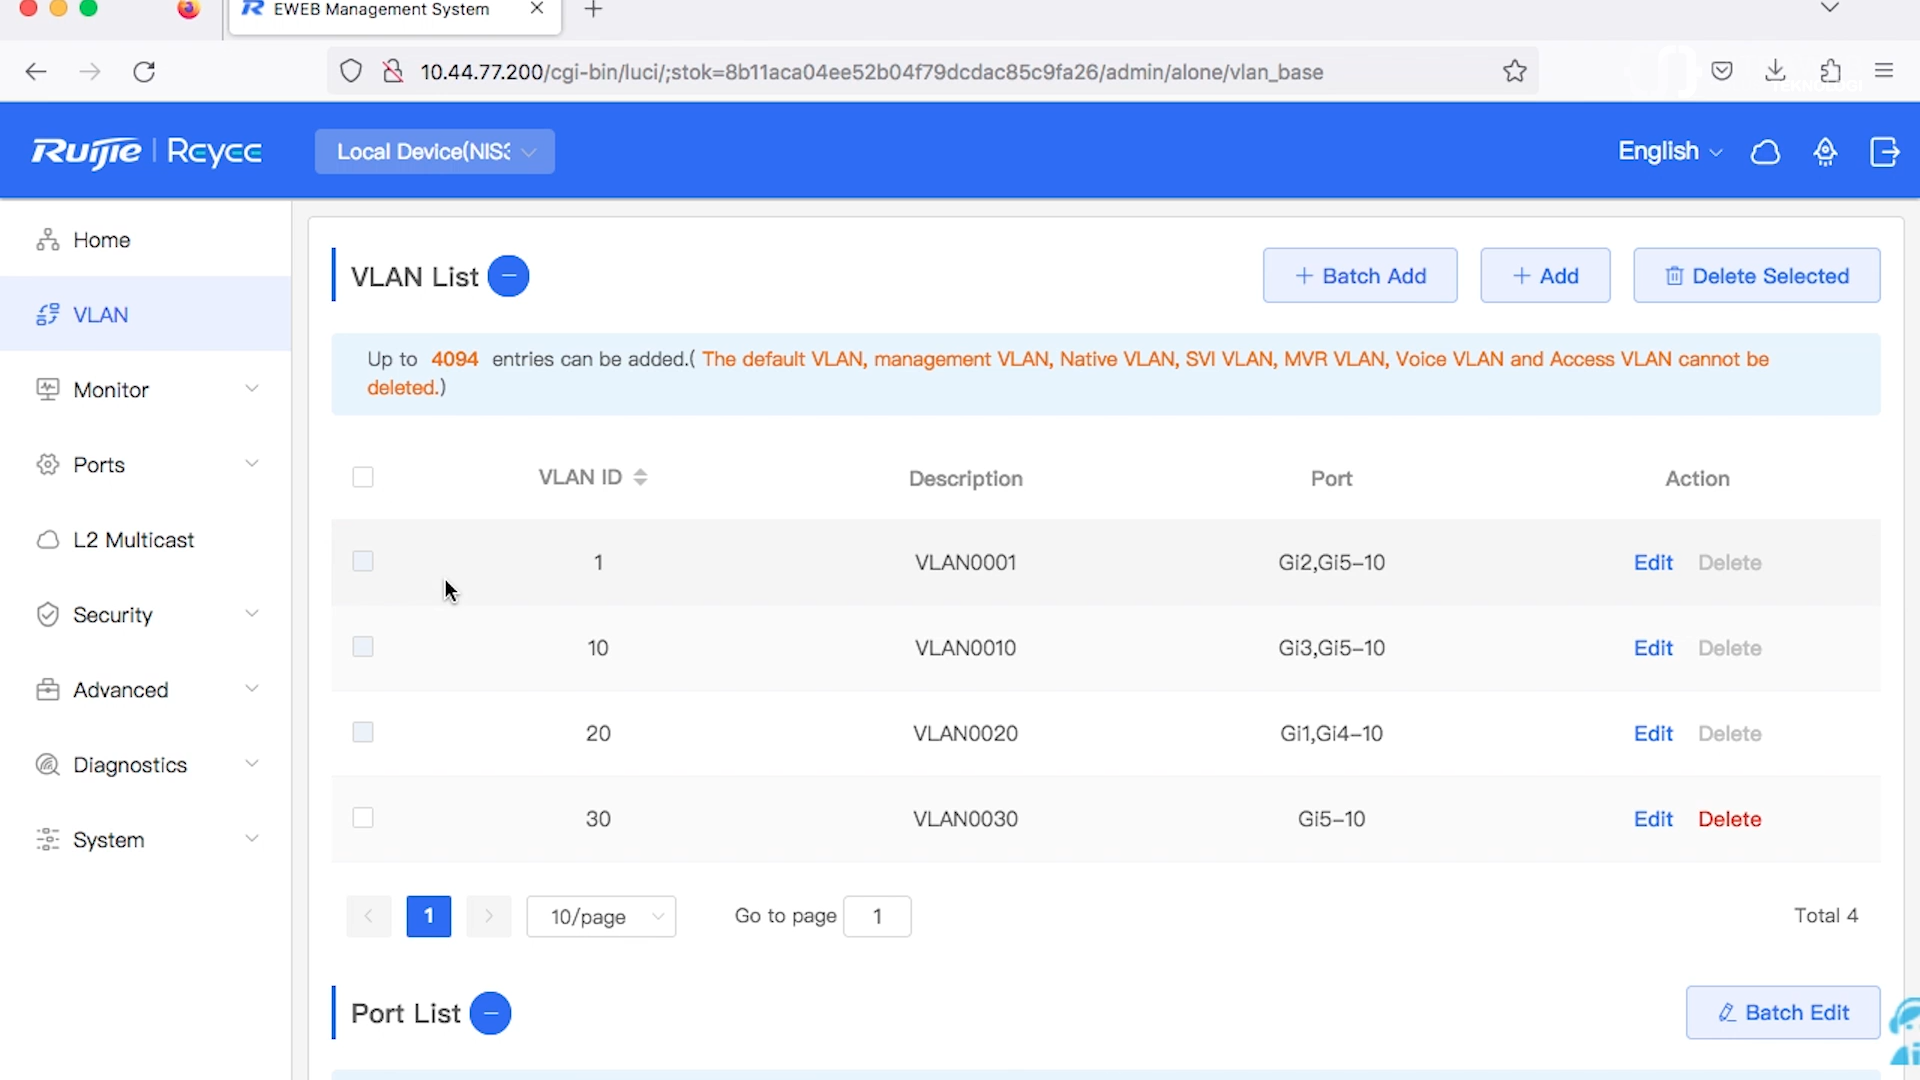 EWEB Management System
10.44.77.200/cgi-bin/luci/;stok=8b11aca04ee52b04f79dcdac85c9fa26/admin/alone/vlan_base
Ruijie | Reyee
Local Device(NIS3
English
Home
VLAN
Monitor
Ports
L2 Multicast
Security
Advanced
Diagnostics
System
VLAN List
+ Batch Add
+ Add
Delete Selected
Up to 4094 entries can be added.( The default VLAN, management VLAN, Native VLAN, SVI VLAN, MVR VLAN, Voice VLAN and Access VLAN cannot be
deleted.)
VLAN ID Description Port Action
1 VLAN0001 Gi2,Gi5-10 Edit Delete
10 VLAN0010 Gi3,Gi5-10 Edit Delete
20 VLAN0020 Gi1,Gi4-10 Edit Delete
30 VLAN0030 Gi5-10 Edit Delete
1 10/page Go to page 1 Total 4
Port List
Batch Edit